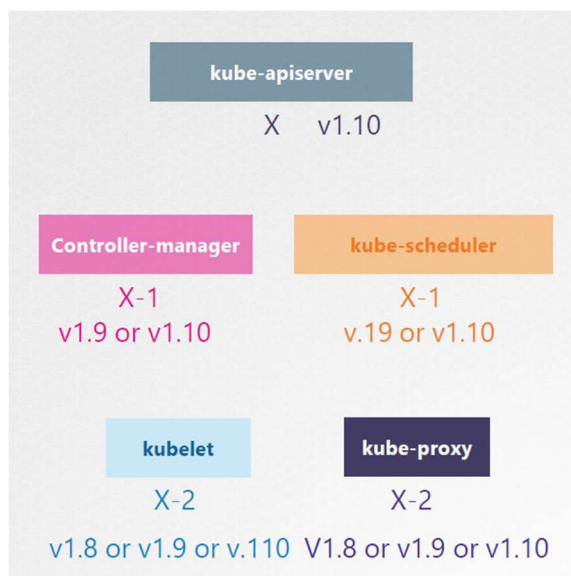 kube-apiserver
X v1.10
Controller-manager
kube-scheduler
X-1
X-1
v1.9 or v1.10
v.19 or v1.10
kubelet
kube-proxy
X-2
X-2
v1.8 or v1.9 or v.110
V1.8 or v1.9 or v1.10